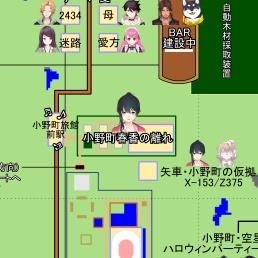 2434
母
BAR
建設中
迷路
愛方
自動木材採取装置
小野町旅館
前駅
小野町春香の離れ
矢車・小野町の仮拠
X-153/Z375
小野町・空星
ハロウィンパーティー